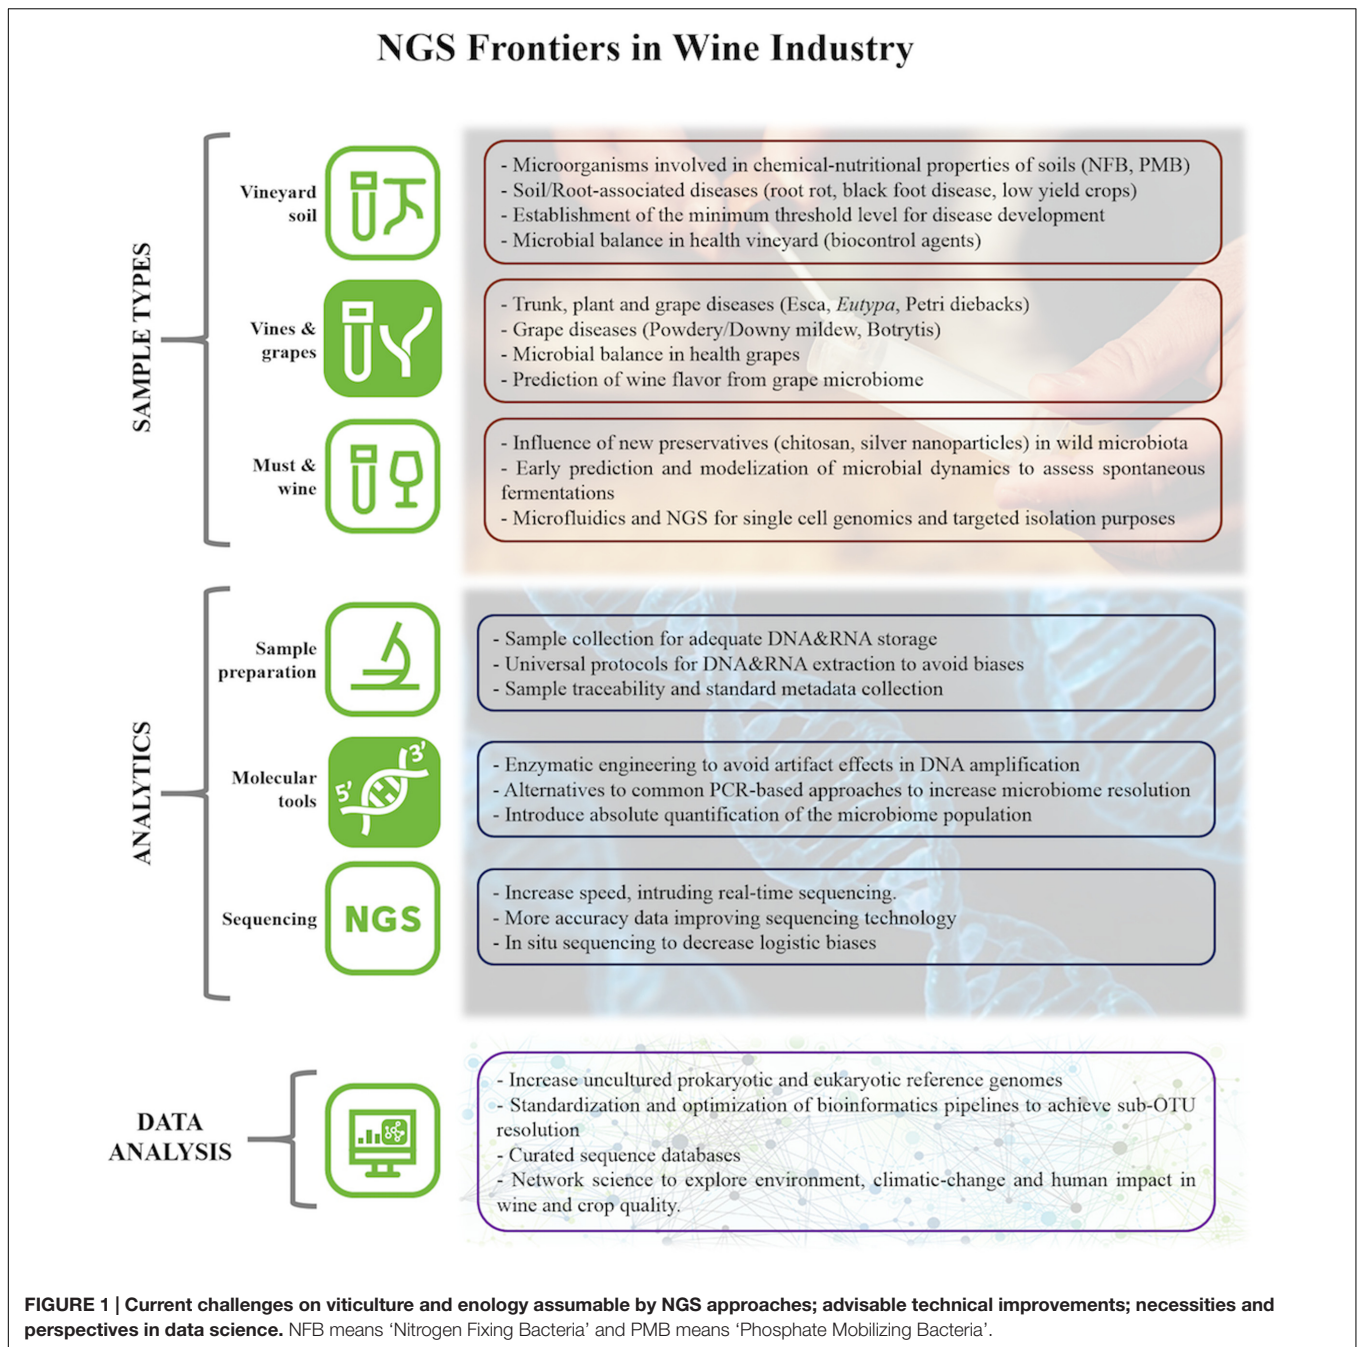 NGS Frontiers in Wine Industry
SAMPLE TYPES
Vineyard
soil
- Microorganisms involved in chemical-nutritional properties of soils (NFB, PMB)
- Soil/Root-associated diseases (root rot, black foot disease, low yield crops)
- Establishment of the minimum threshold level for disease development
- Microbial balance in health vineyard (biocontrol agents)
Vines &
grapes
- Trunk, plant and grape diseases (Esca, Eutypa, Petri diebacks)
- Grape diseases (Powdery/Downy mildew, Botrytis)
- Microbial balance in health grapes
- Prediction of wine flavor from grape microbiome
Must &
wine
- Influence of new preservatives (chitosan, silver nanoparticles) in wild microbiota
- Early prediction and modelization of microbial dynamics to assess spontaneous
fermentations
- Microfluidics and NGS for single cell genomics and targeted isolation purposes
ANALYTICS
Sample
preparation
- Sample collection for adequate DNA&RNA storage
- Universal protocols for DNA&RNA extraction to avoid biases
- Sample traceability and standard metadata collection
Molecular
tools
5' 3'
- Enzymatic engineering to avoid artifact effects in DNA amplification
- Alternatives to common PCR-based approaches to increase microbiome resolution
- Introduce absolute quantification of the microbiome population
Sequencing
NGS
- Increase speed, intruding real-time sequencing.
- More accuracy data improving sequencing technology
- In situ sequencing to decrease logistic biases
DATA
ANALYSIS
- Increase uncultured prokaryotic and eukaryotic reference genomes
- Standardization and optimization of bioinformatics pipelines to achieve sub-OTU
resolution
- Curated sequence databases
- Network science to explore environment, climatic-change and human impact in
wine and crop quality.
FIGURE 1 | Current challenges on viticulture and enology assumable by NGS approaches; advisable technical improvements; necessities and
perspectives in data science. NFB means ‘Nitrogen Fixing Bacteria’ and PMB means ‘Phosphate Mobilizing Bacteria’.